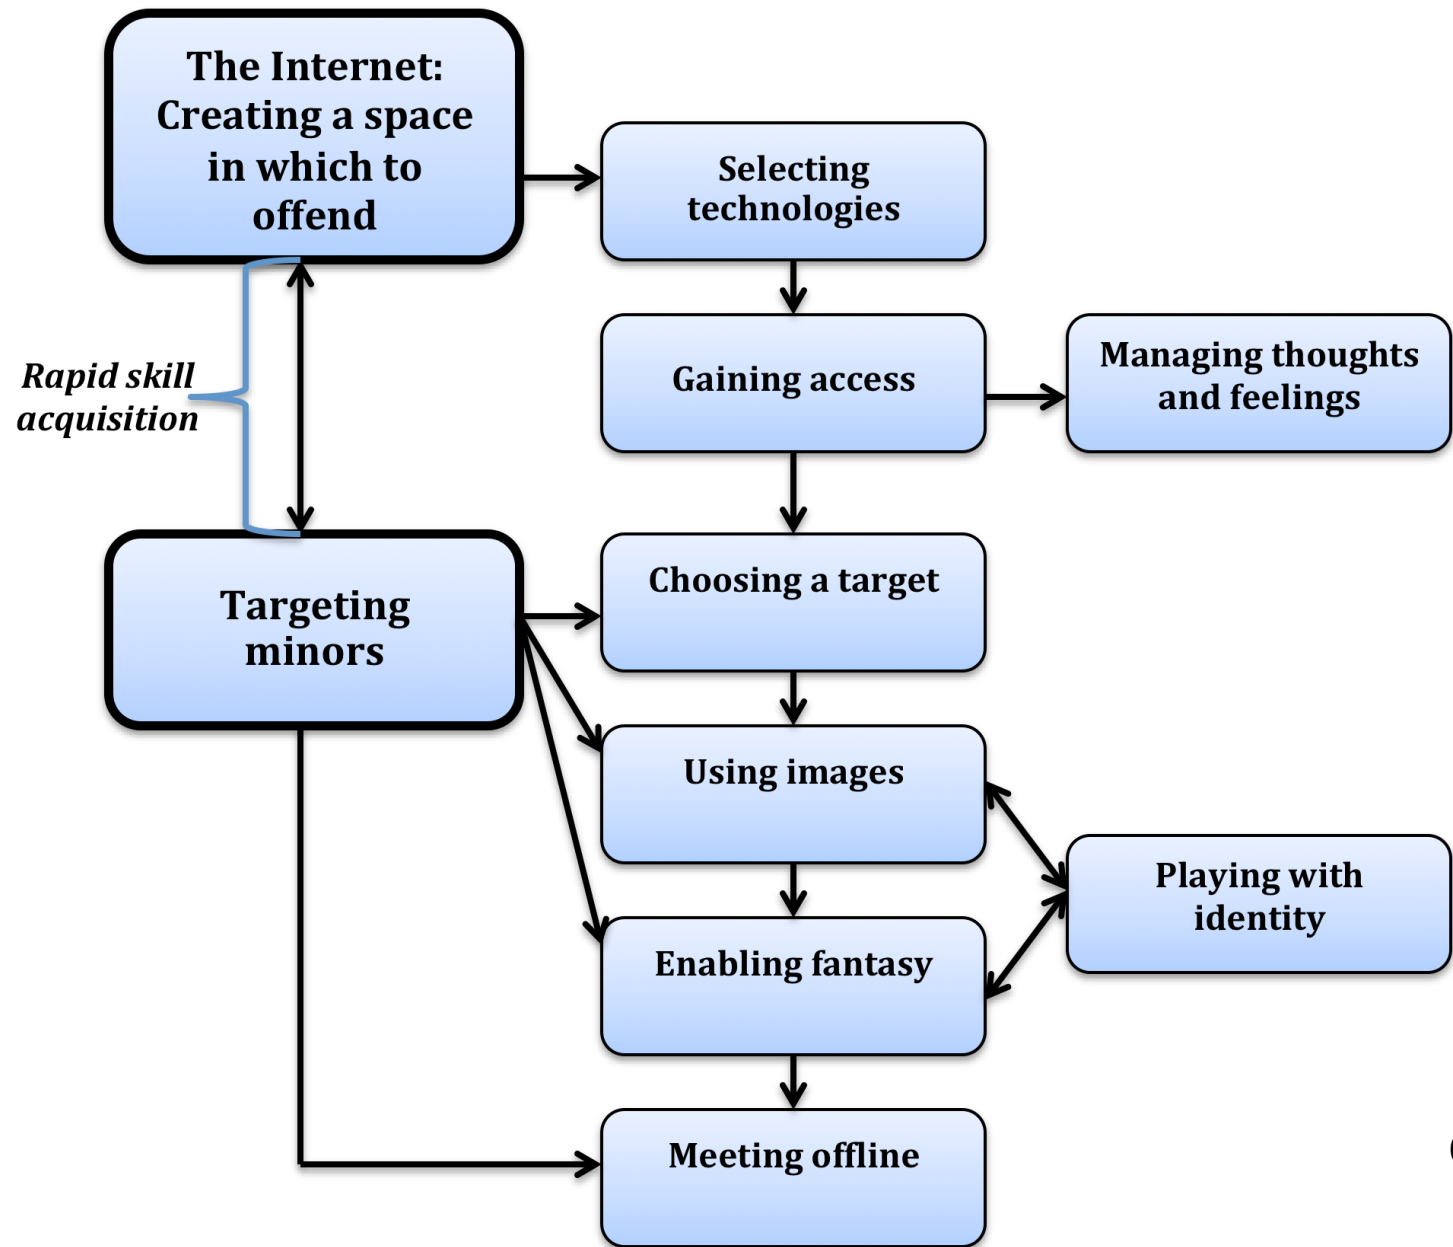 The Internet:
Creating a space
in which to
offend
Selecting
technologies
Gaining access
Managing thoughts
and feelings
Rapid skill
acquisition
Targeting
minors
Choosing a target
Using images
Playing with
identity
Enabling fantasy
Meeting offline
(